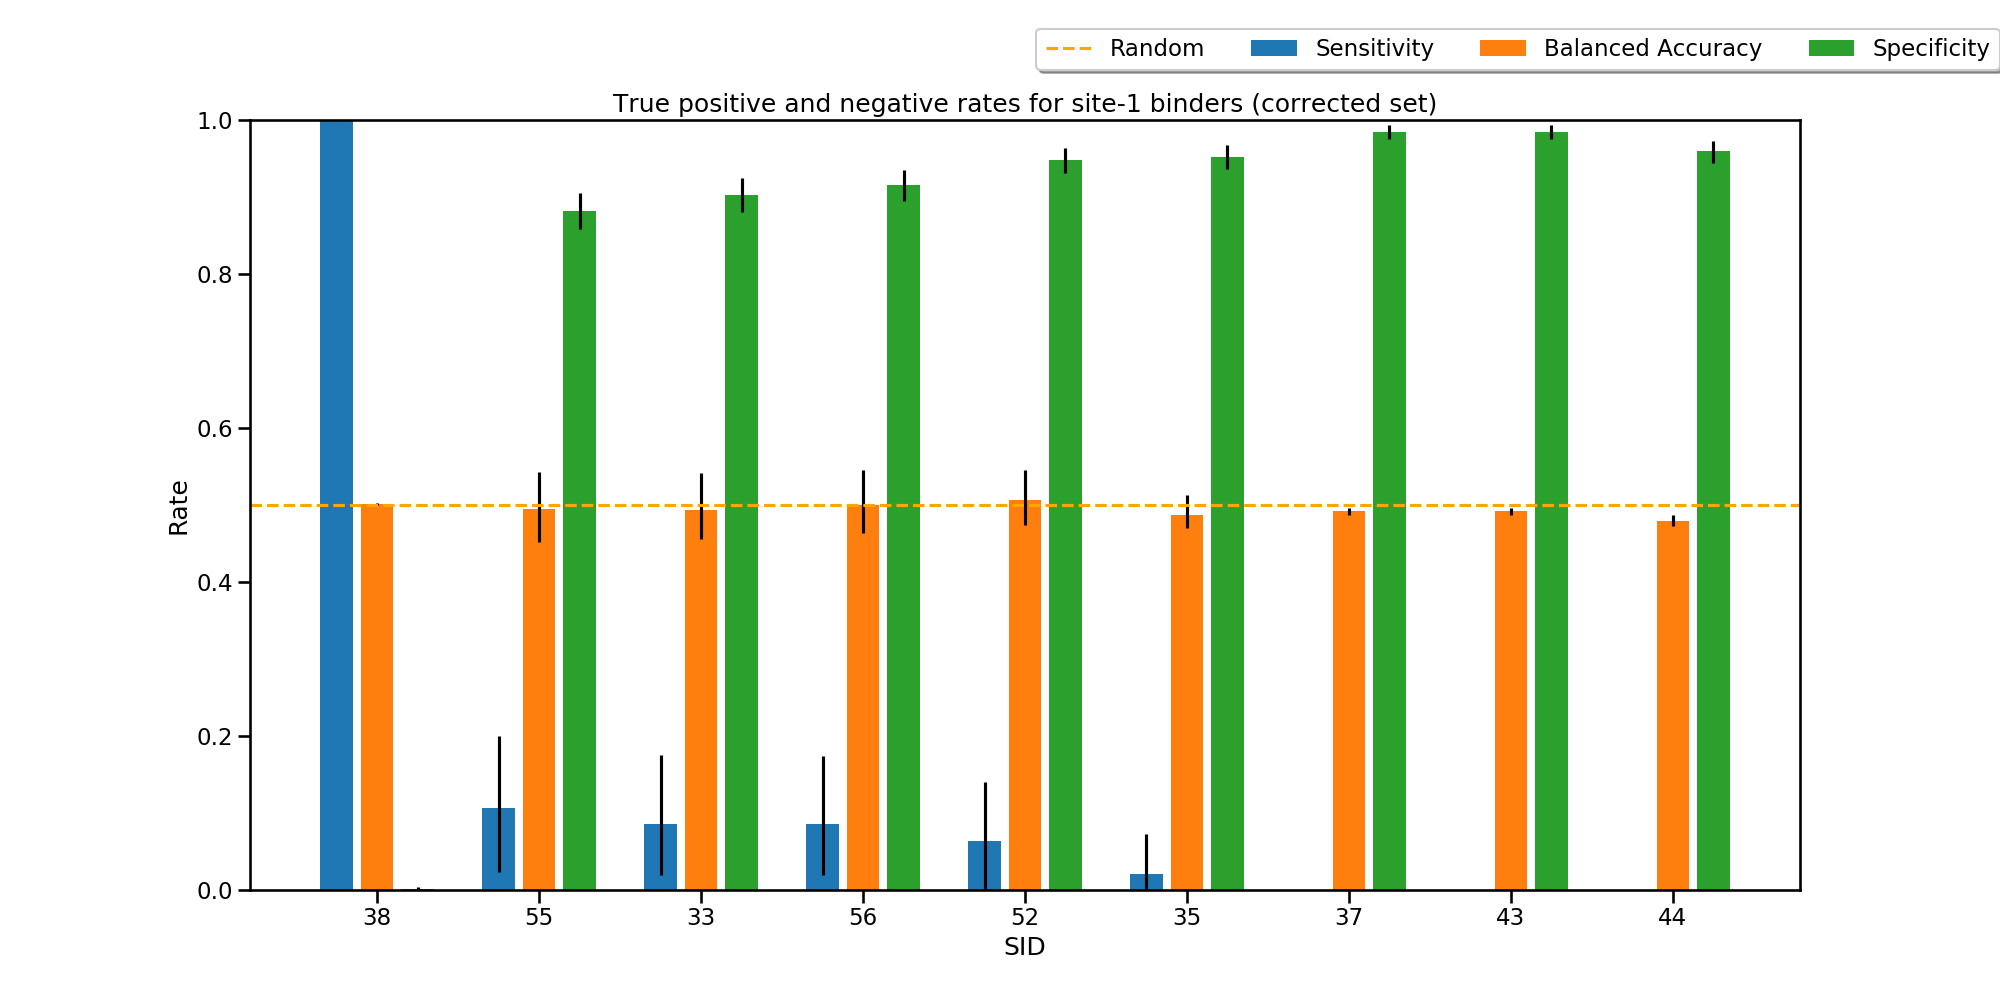 Random Sensitivity Balanced Accuracy Specificity
True positive and negative rates for site-1 binders (corrected set)
1.0
0.8
0.6
0.4
0.2
0.0
Rate
38 55 33 56 52 35 37 43 44
SID